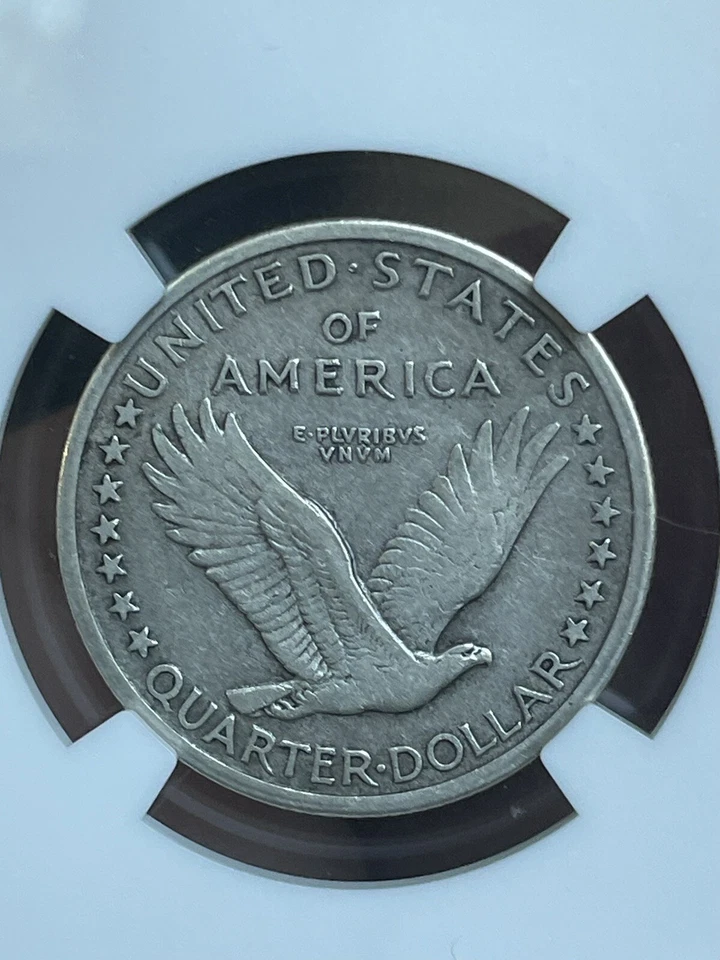 UNITED·STATES
OF
AMERICA
E·PLVRIBVS
VNVM
QUARTER·DOLLAR